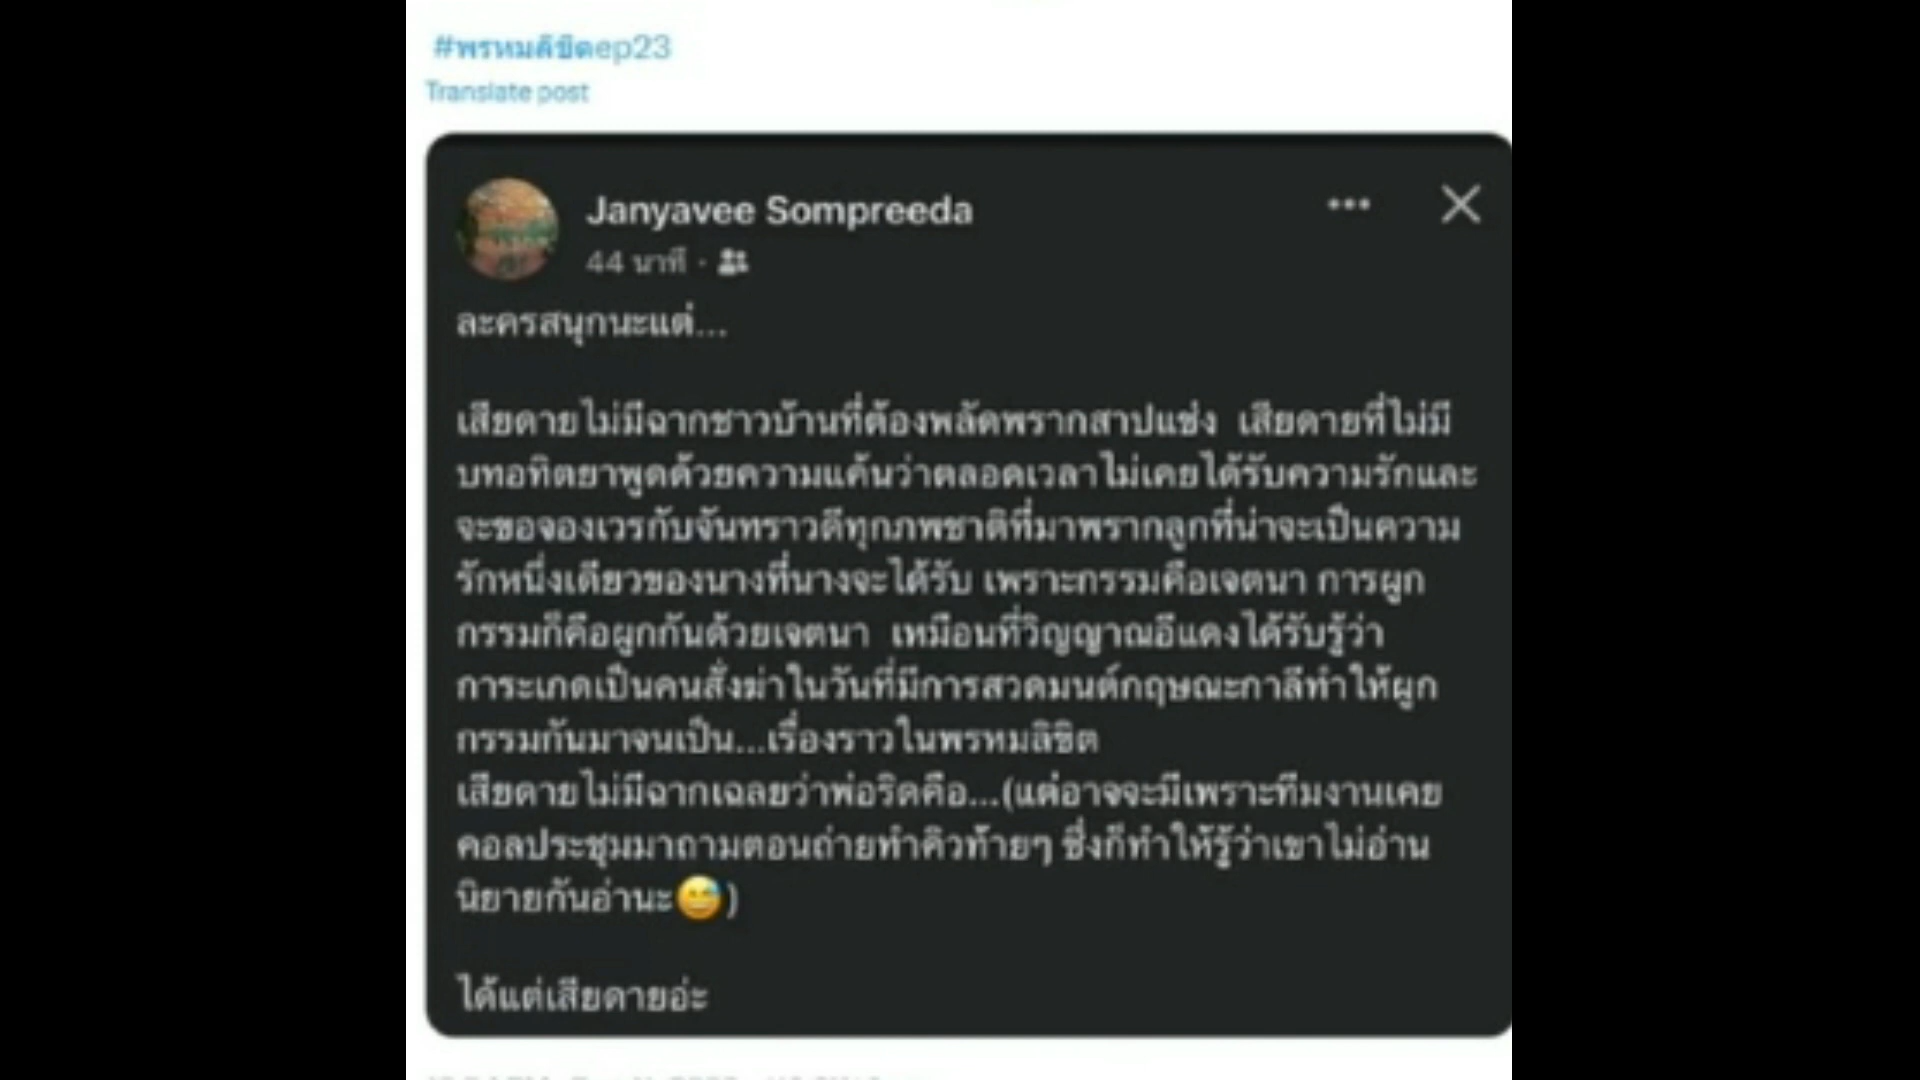 #พรหมลิขิตep23
Translate post
Janyavee Sompreeda
44 นาที ·
ละครสนุกนะแต่...
เสียดายไม่มีฉากชาวบ้านที่ต้องพลัดพรากสาปแช่ง เสียดายที่ไม่มี
บทอทิตยาพูดด้วยความแค้นว่าตลอดเวลาไม่เคยได้รับความรักและ
จะขอจองเวรกับจันทราวดีทุกภพชาติที่มาพรากลูกที่น่าจะเป็นความ
รักหนึ่งเดียวของนางที่นางจะได้รับ เพราะกรรมคือเจตนา การผูก
กรรมก็คือผูกกันด้วยเจตนา เหมือนที่วิญญาณอีแดงได้รับรู้ว่า
การะเกดเป็นคนสั่งฆ่าในวันที่มีการสวดมนต์กฤษณะกาลีทำให้ผูก
กรรมกันมาจนเป็น...เรื่องราวในพรหมลิขิต
เสียดายไม่มีฉากเฉลยว่าพ่อริดคือ...(แต่อาจจะมีเพราะทีมงานเคย
คอลประชุมมาถามตอนถ่ายทำคิวท้ายๆ ซึ่งก็ทำให้รู้ว่าเขาไม่อ่าน
นิยายกันอ่านะ😅)
ได้แต่เสียดายอ่ะ